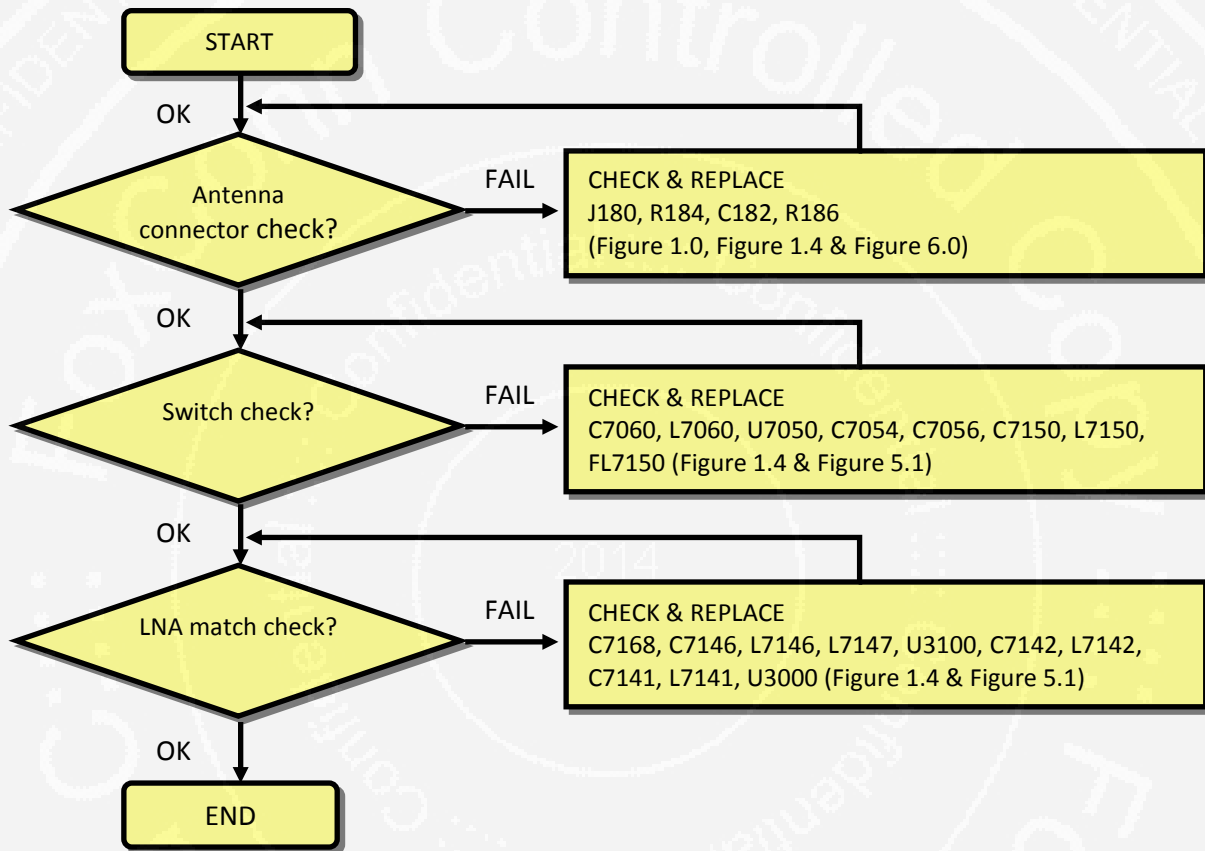 START
OK
Antenna
connector check?
FAIL
CHECK & REPLACE
J180, R184, C182, R186
(Figure 1.0, Figure 1.4 & Figure 6.0)
OK
Switch check?
FAIL
CHECK & REPLACE
C7060, L7060, U7050, C7054, C7056, C7150, L7150,
FL7150 (Figure 1.4 & Figure 5.1)
OK
LNA match check?
FAIL
CHECK & REPLACE
C7168, C7146, L7146, L7147, U3100, C7142, L7142,
C7141, L7141, U3000 (Figure 1.4 & Figure 5.1)
OK
END
2014